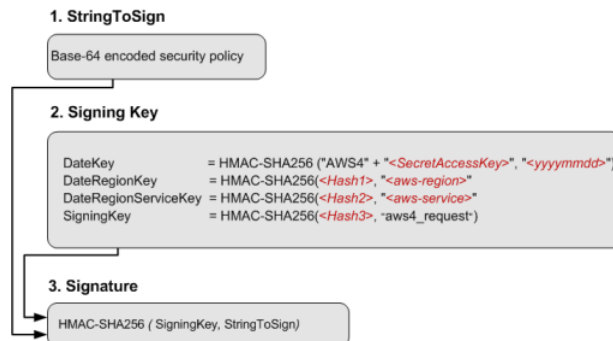 1. StringToSign
Base-64 encoded security policy
2. Signing Key
DateKey = HMAC-SHA256 ("AWS4" + "<SecretAccessKey>", "<yyyymmdd>")
DateRegionKey = HMAC-SHA256(<Hash1>, "<aws-region>"
DateRegionServiceKey = HMAC-SHA256(<Hash2>, "<aws-service>"
SigningKey = HMAC-SHA256(<Hash3>, "aws4_request")
3. Signature
HMAC-SHA256 ( SigningKey, StringToSign)